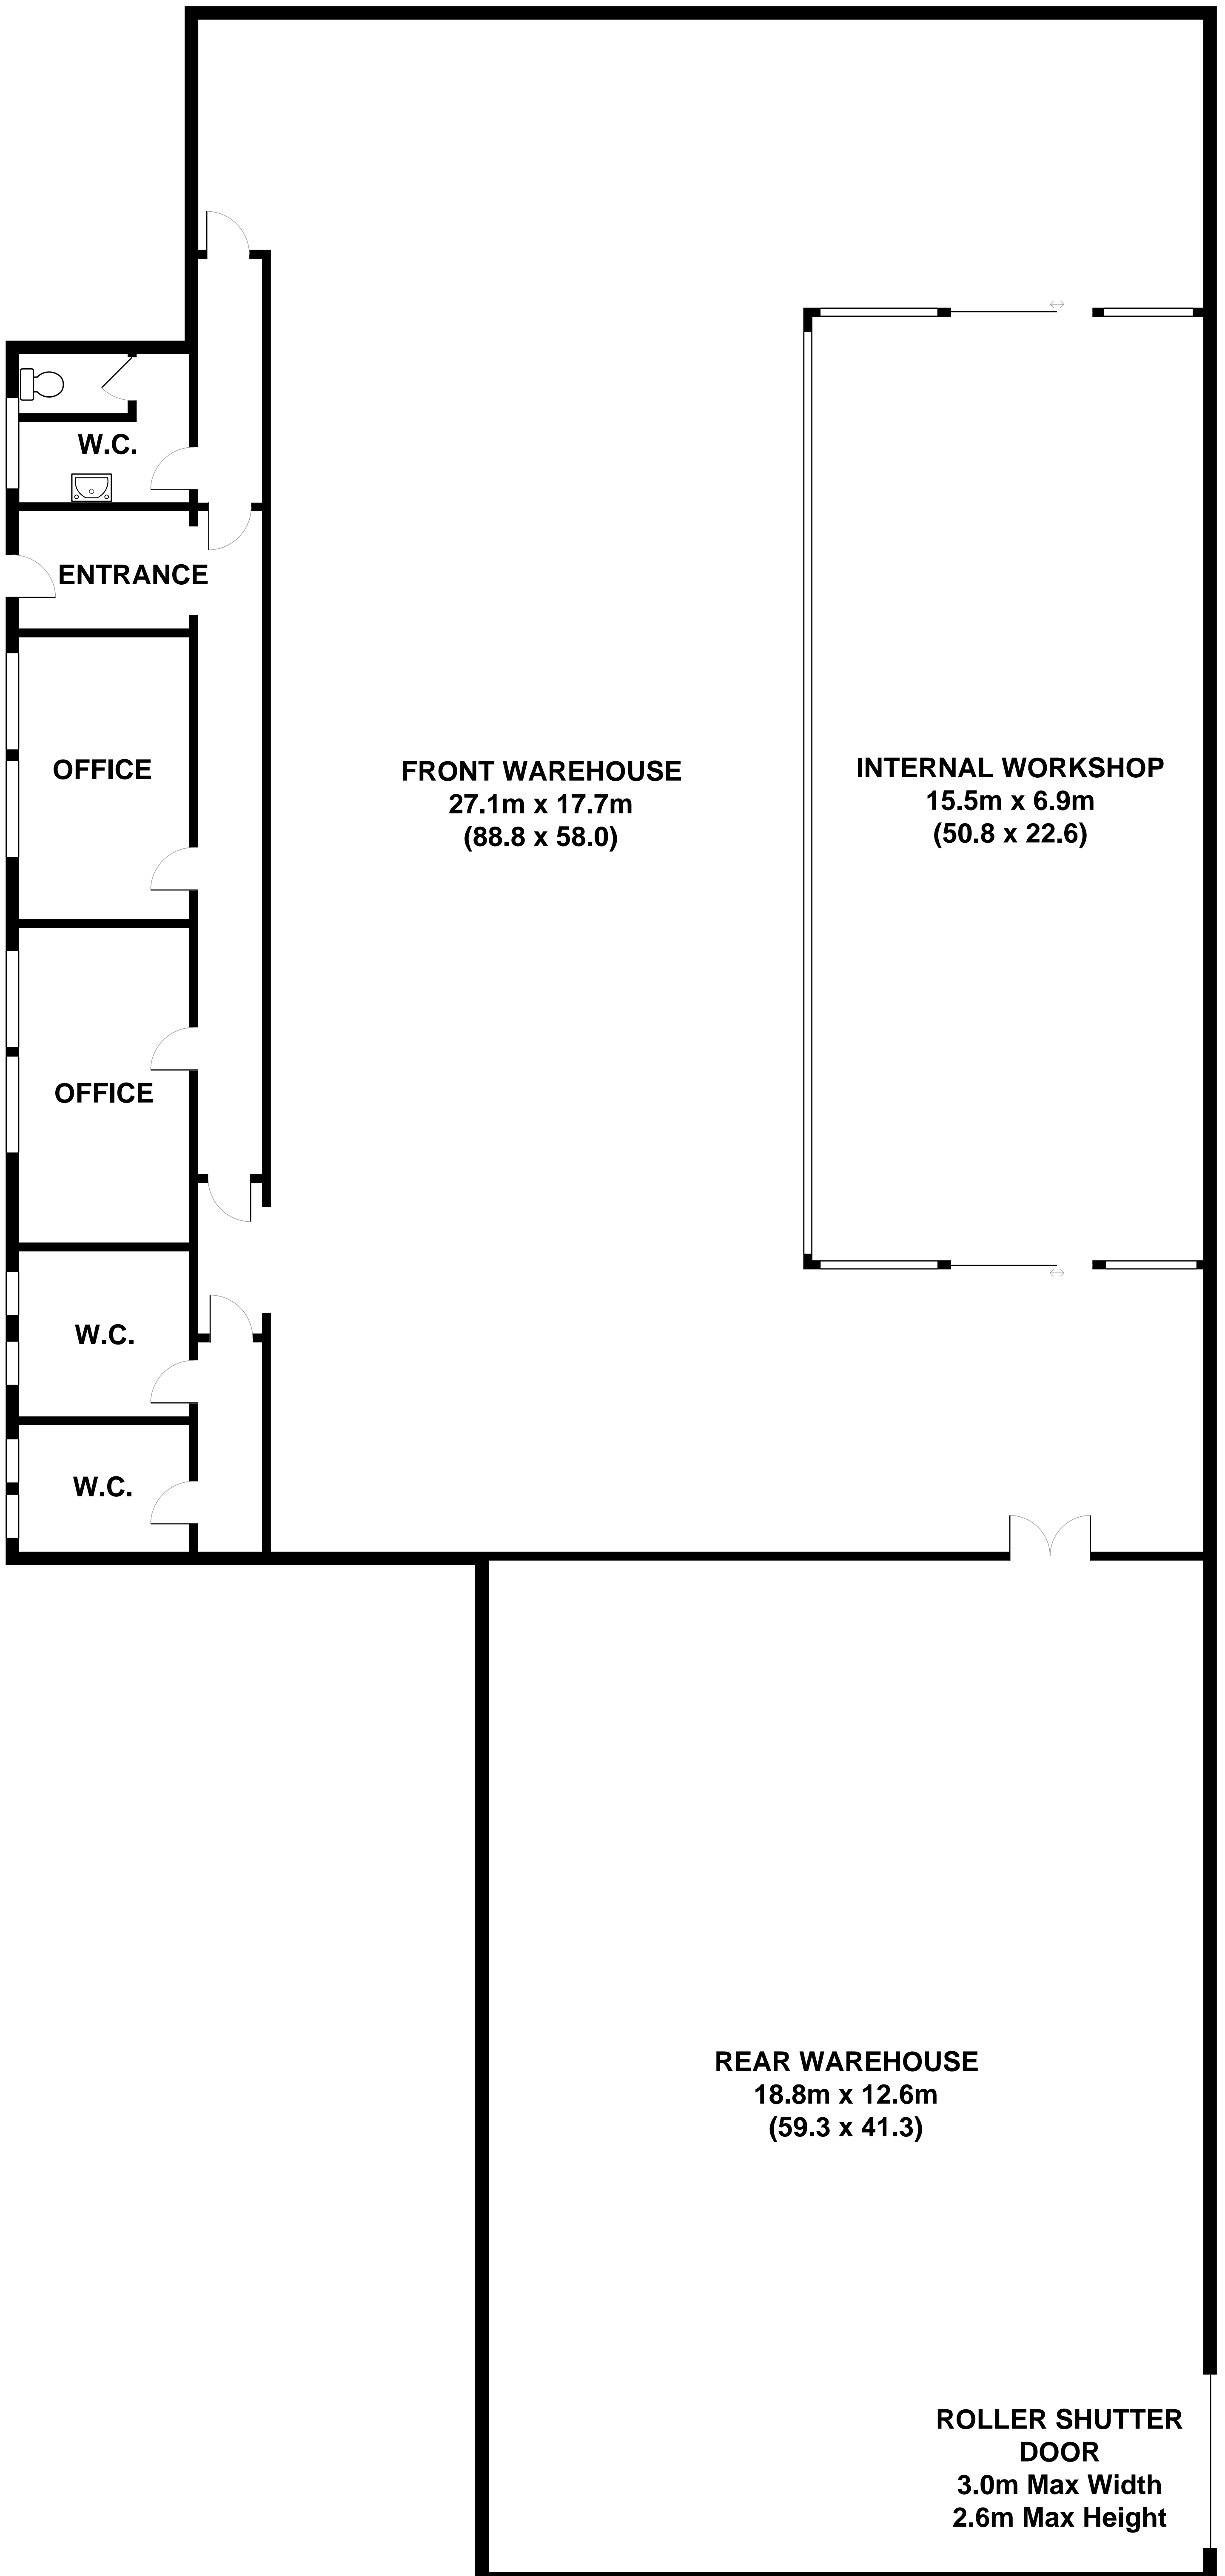 W.C.
ENTRANCE
OFFICE
FRONT WAREHOUSE
27.1m x 17.7m
(88.8 x 58.0)
INTERNAL WORKSHOP
15.5m x 6.9m
(50.8 x 22.6)
OFFICE
W.C.
W.C.
REAR WAREHOUSE
18.8m x 12.6m
(59.3 x 41.3)
ROLLER SHUTTER
DOOR
3.0m Max Width
2.6m Max Height